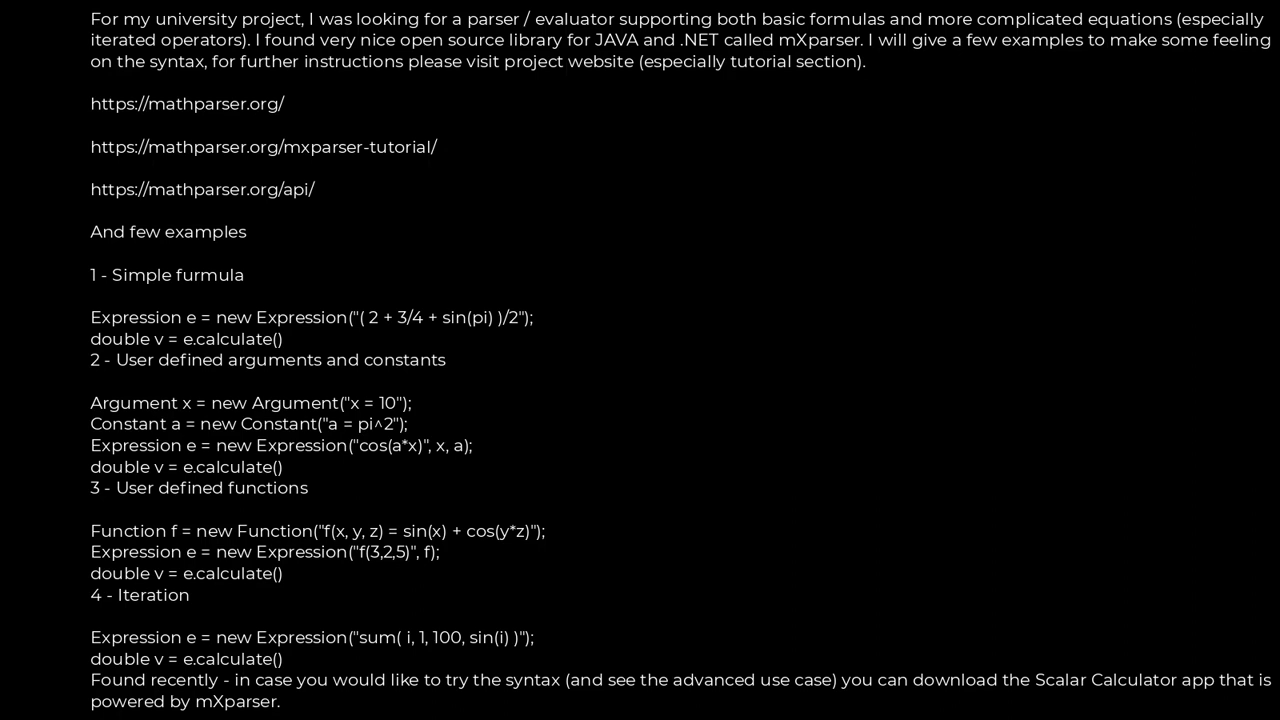 For my university project, I was looking for a parser / evaluator supporting both basic formulas and more complicated equations (especially
iterated operators). I found very nice open source library for JAVA and .NET called mXparser. I will give a few examples to make some feeling
on the syntax, for further instructions please visit project website (especially tutorial section).
https://mathparser.org/
https://mathparser.org/mxparser-tutorial/
https://mathparser.org/api/
And few examples
1 - Simple furmula
Expression e = new Expression("( 2 + 3/4 + sin(pi) )/2");
double v = e.calculate()
2 - User defined arguments and constants
Argument x = new Argument("x = 10");
Constant a = new Constant("a = pi^2");
Expression e = new Expression("cos(a*x)", x, a);
double v = e.calculate()
3 - User defined functions
Function f = new Function("f(x, y, z) = sin(x) + cos(y*z)");
Expression e = new Expression("f(3,2,5)", f);
double v = e.calculate()
4 - Iteration
Expression e = new Expression("sum( i, 1, 100, sin(i) )");
double v = e.calculate()
Found recently - in case you would like to try the syntax (and see the advanced use case) you can download the Scalar Calculator app that is
powered by mXparser.